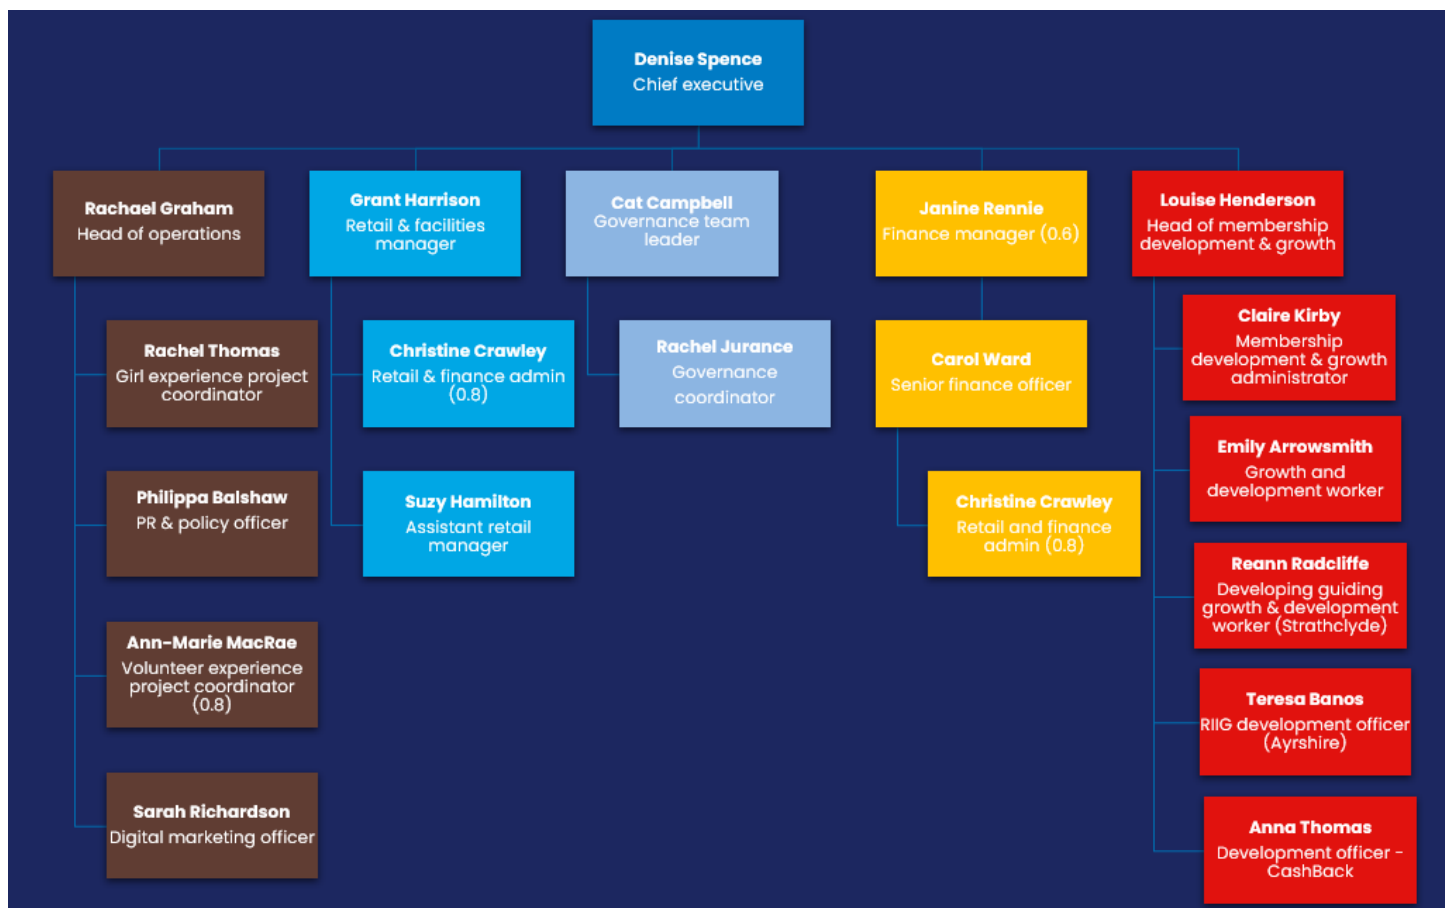 Denise Spence
Chief executive
Rachael Graham
Head of operations
Grant Harrison
Retail & facilities
manager
Cat Campbell
Governance team
leader
Janine Rennie
Finance manager (0.6)
Louise Henderson
Head of membership
development & growth
Rachel Thomas
Girl experience project
coordinator
Philippa Balshaw
PR & policy officer
Ann-Marie MacRae
Volunteer experience
project coordinator
(0.8)
Sarah Richardson
Digital marketing officer
Christine Crawley
Retail & finance admin
(0.8)
Suzy Hamilton
Assistant retail
manager
Rachel Jurance
Governance
coordinator
Carol Ward
Senior finance officer
Christine Crawley
Retail and finance
admin (0.8)
Claire Kirby
Membership
development & growth
administrator
Emily Arrowsmith
Growth and
development worker
Reann Radcliffe
Developing guiding
growth & development
worker (Strathclyde)
Teresa Banos
RIIG development officer
(Ayrshire)
Anna Thomas
Development officer -
CashBack